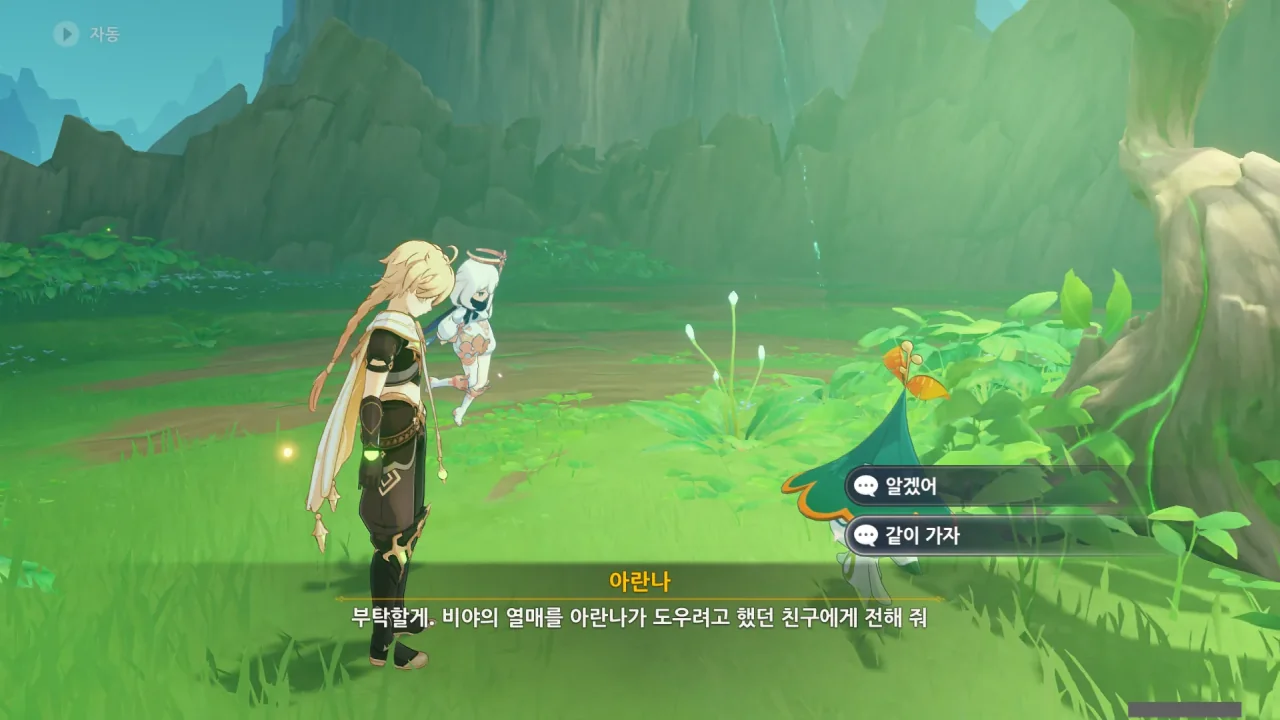 자동
알겠어
같이 가자
아란나
부탁할게. 비야의 열매를 아란나가 도우려고 했던 친구에게 전해 줘